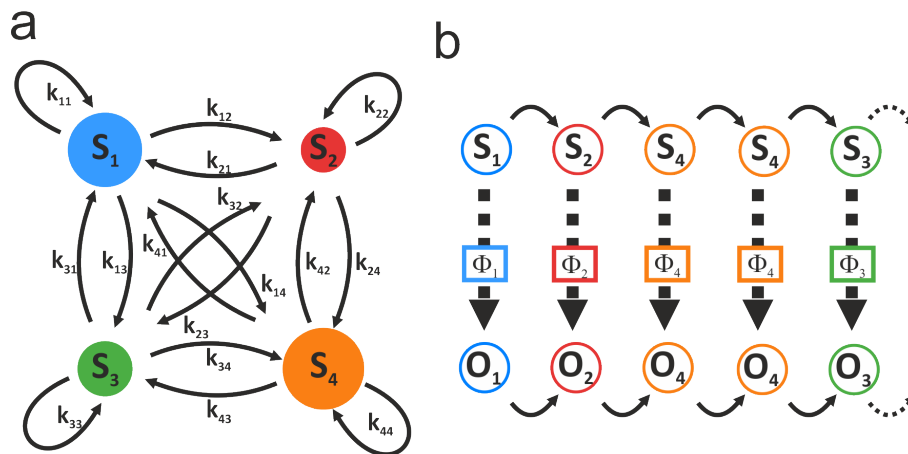 a
k₁₁
k₁₂
k₂₂
S₁
S₂
k₂₁
k₃₂
k₃₁
k₁₃
k₄₁
k₄₂
k₂₄
k₁₄
k₂₃
k₃₄
S₃
S₄
k₃₃
k₄₃
k₄₄
b
S₁ S₂ S₄ S₄ S₃
Φ₁ Φ₂ Φ₄ Φ₄ Φ₃
O₁ O₂ O₄ O₄ O₃